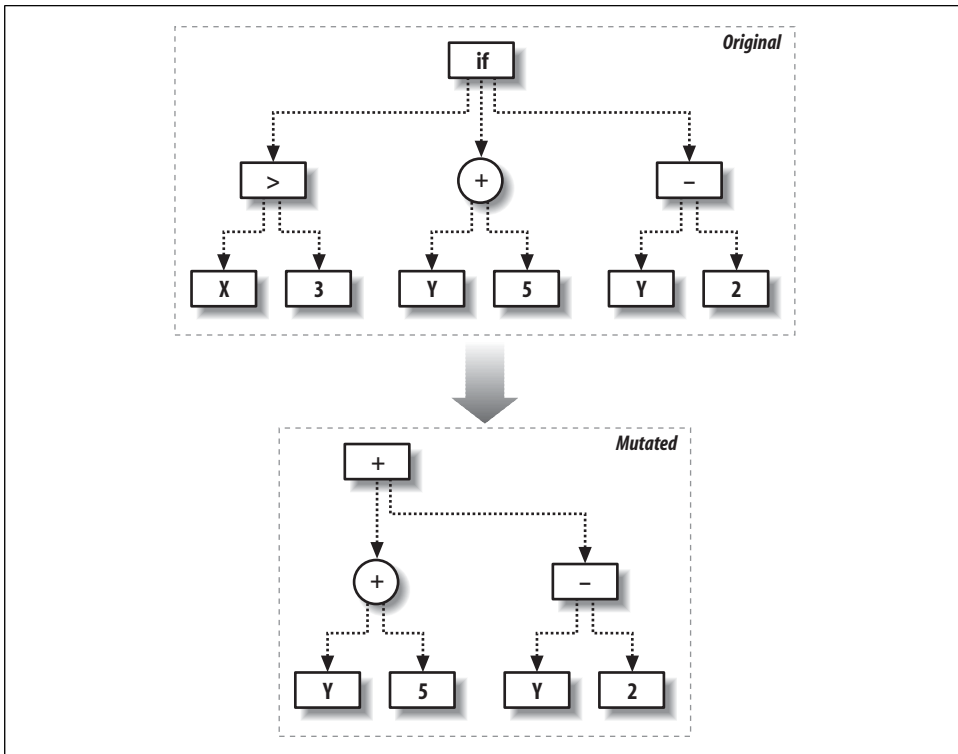 Original
if
> + –
X 3 Y 5 Y 2
Mutated
+
+ –
Y 5 Y 2